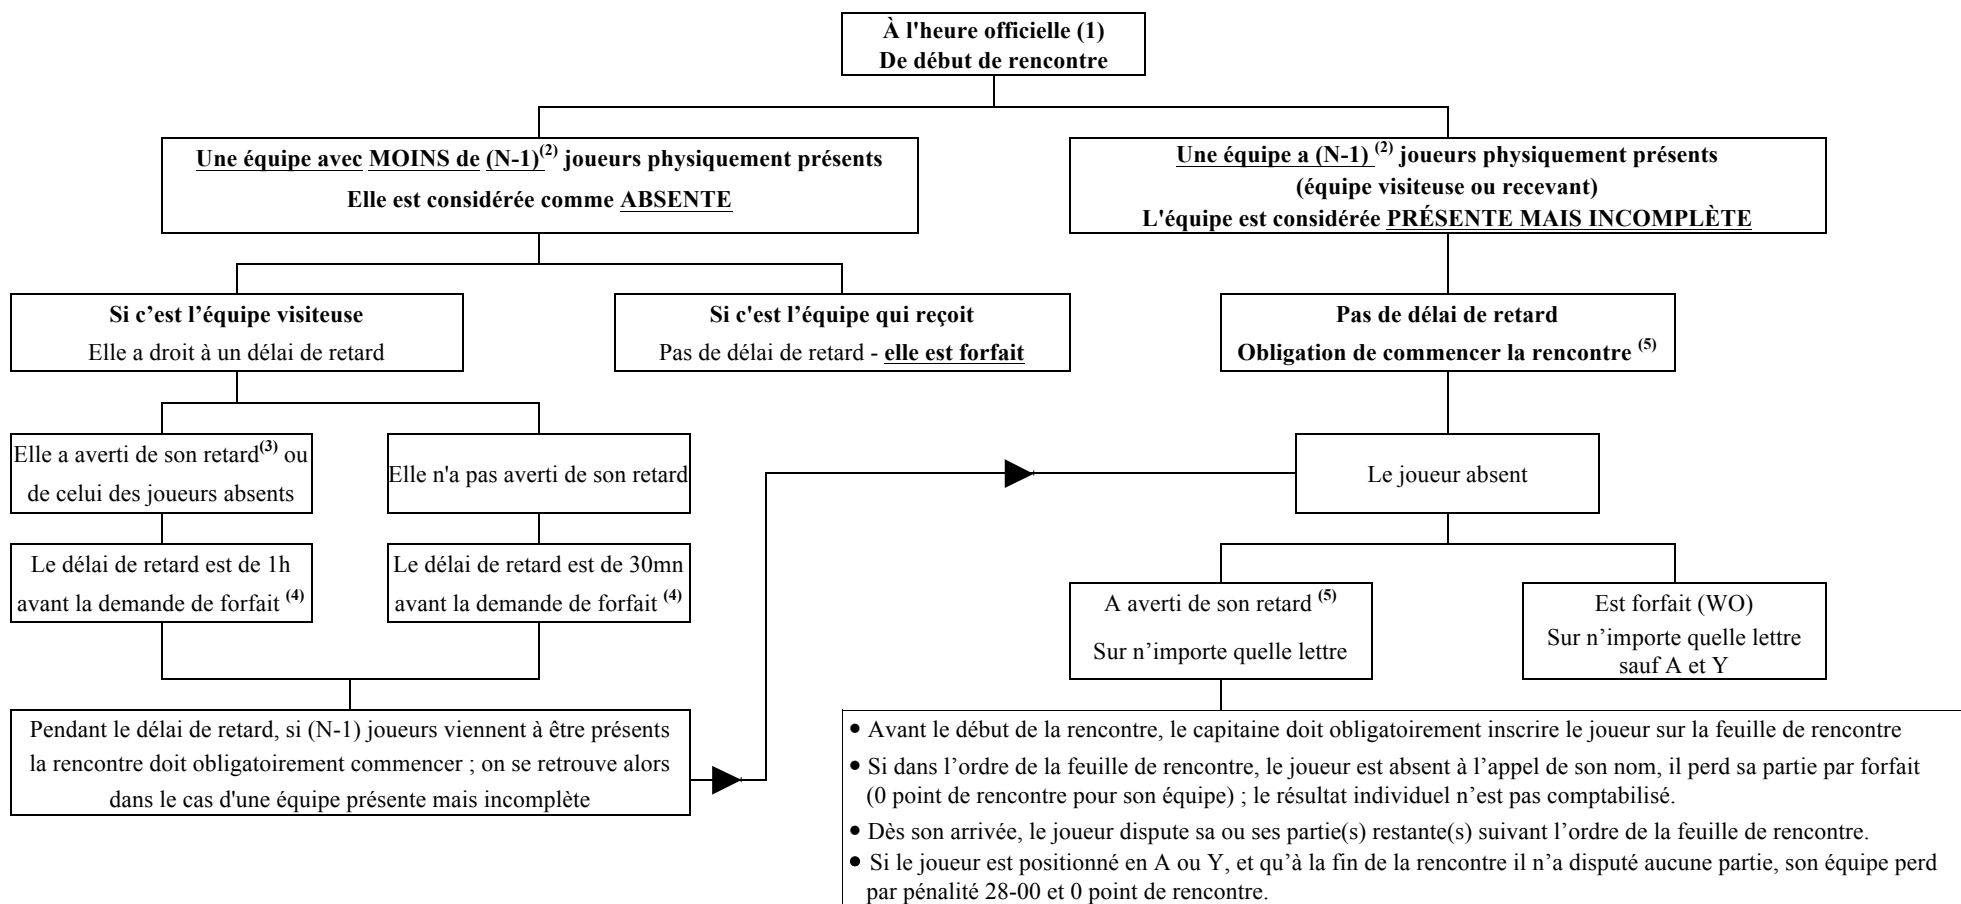 À l'heure officielle (1)
De début de rencontre
Une équipe avec MOINS de (N-1)(2) joueurs physiquement présents
Elle est considérée comme ABSENTE
Une équipe a (N-1) (2) joueurs physiquement présents
(équipe visiteuse ou recevant)
L'équipe est considérée PRÉSENTE MAIS INCOMPLÈTE
Si c’est l’équipe visiteuse
Elle a droit à un délai de retard
Si c'est l’équipe qui reçoit
Pas de délai de retard - elle est forfait
Pas de délai de retard
Obligation de commencer la rencontre (5)
Elle a averti de son retard(3) ou
de celui des joueurs absents
Elle n'a pas averti de son retard
Le joueur absent
Le délai de retard est de 1h
avant la demande de forfait (4)
Le délai de retard est de 30mn
avant la demande de forfait (4)
A averti de son retard (5)
Sur n’importe quelle lettre
Est forfait (WO)
Sur n’importe quelle lettre
sauf A et Y
Pendant le délai de retard, si (N-1) joueurs viennent à être présents
la rencontre doit obligatoirement commencer ; on se retrouve alors
dans le cas d'une équipe présente mais incomplète
• Avant le début de la rencontre, le capitaine doit obligatoirement inscrire le joueur sur la feuille de rencontre
• Si dans l’ordre de la feuille de rencontre, le joueur est absent à l’appel de son nom, il perd sa partie par forfait
(0 point de rencontre pour son équipe) ; le résultat individuel n’est pas comptabilisé.
• Dès son arrivée, le joueur dispute sa ou ses partie(s) restante(s) suivant l’ordre de la feuille de rencontre.
• Si le joueur est positionné en A ou Y, et qu’à la fin de la rencontre il n’a disputé aucune partie, son équipe perd
par pénalité 28-00 et 0 point de rencontre.